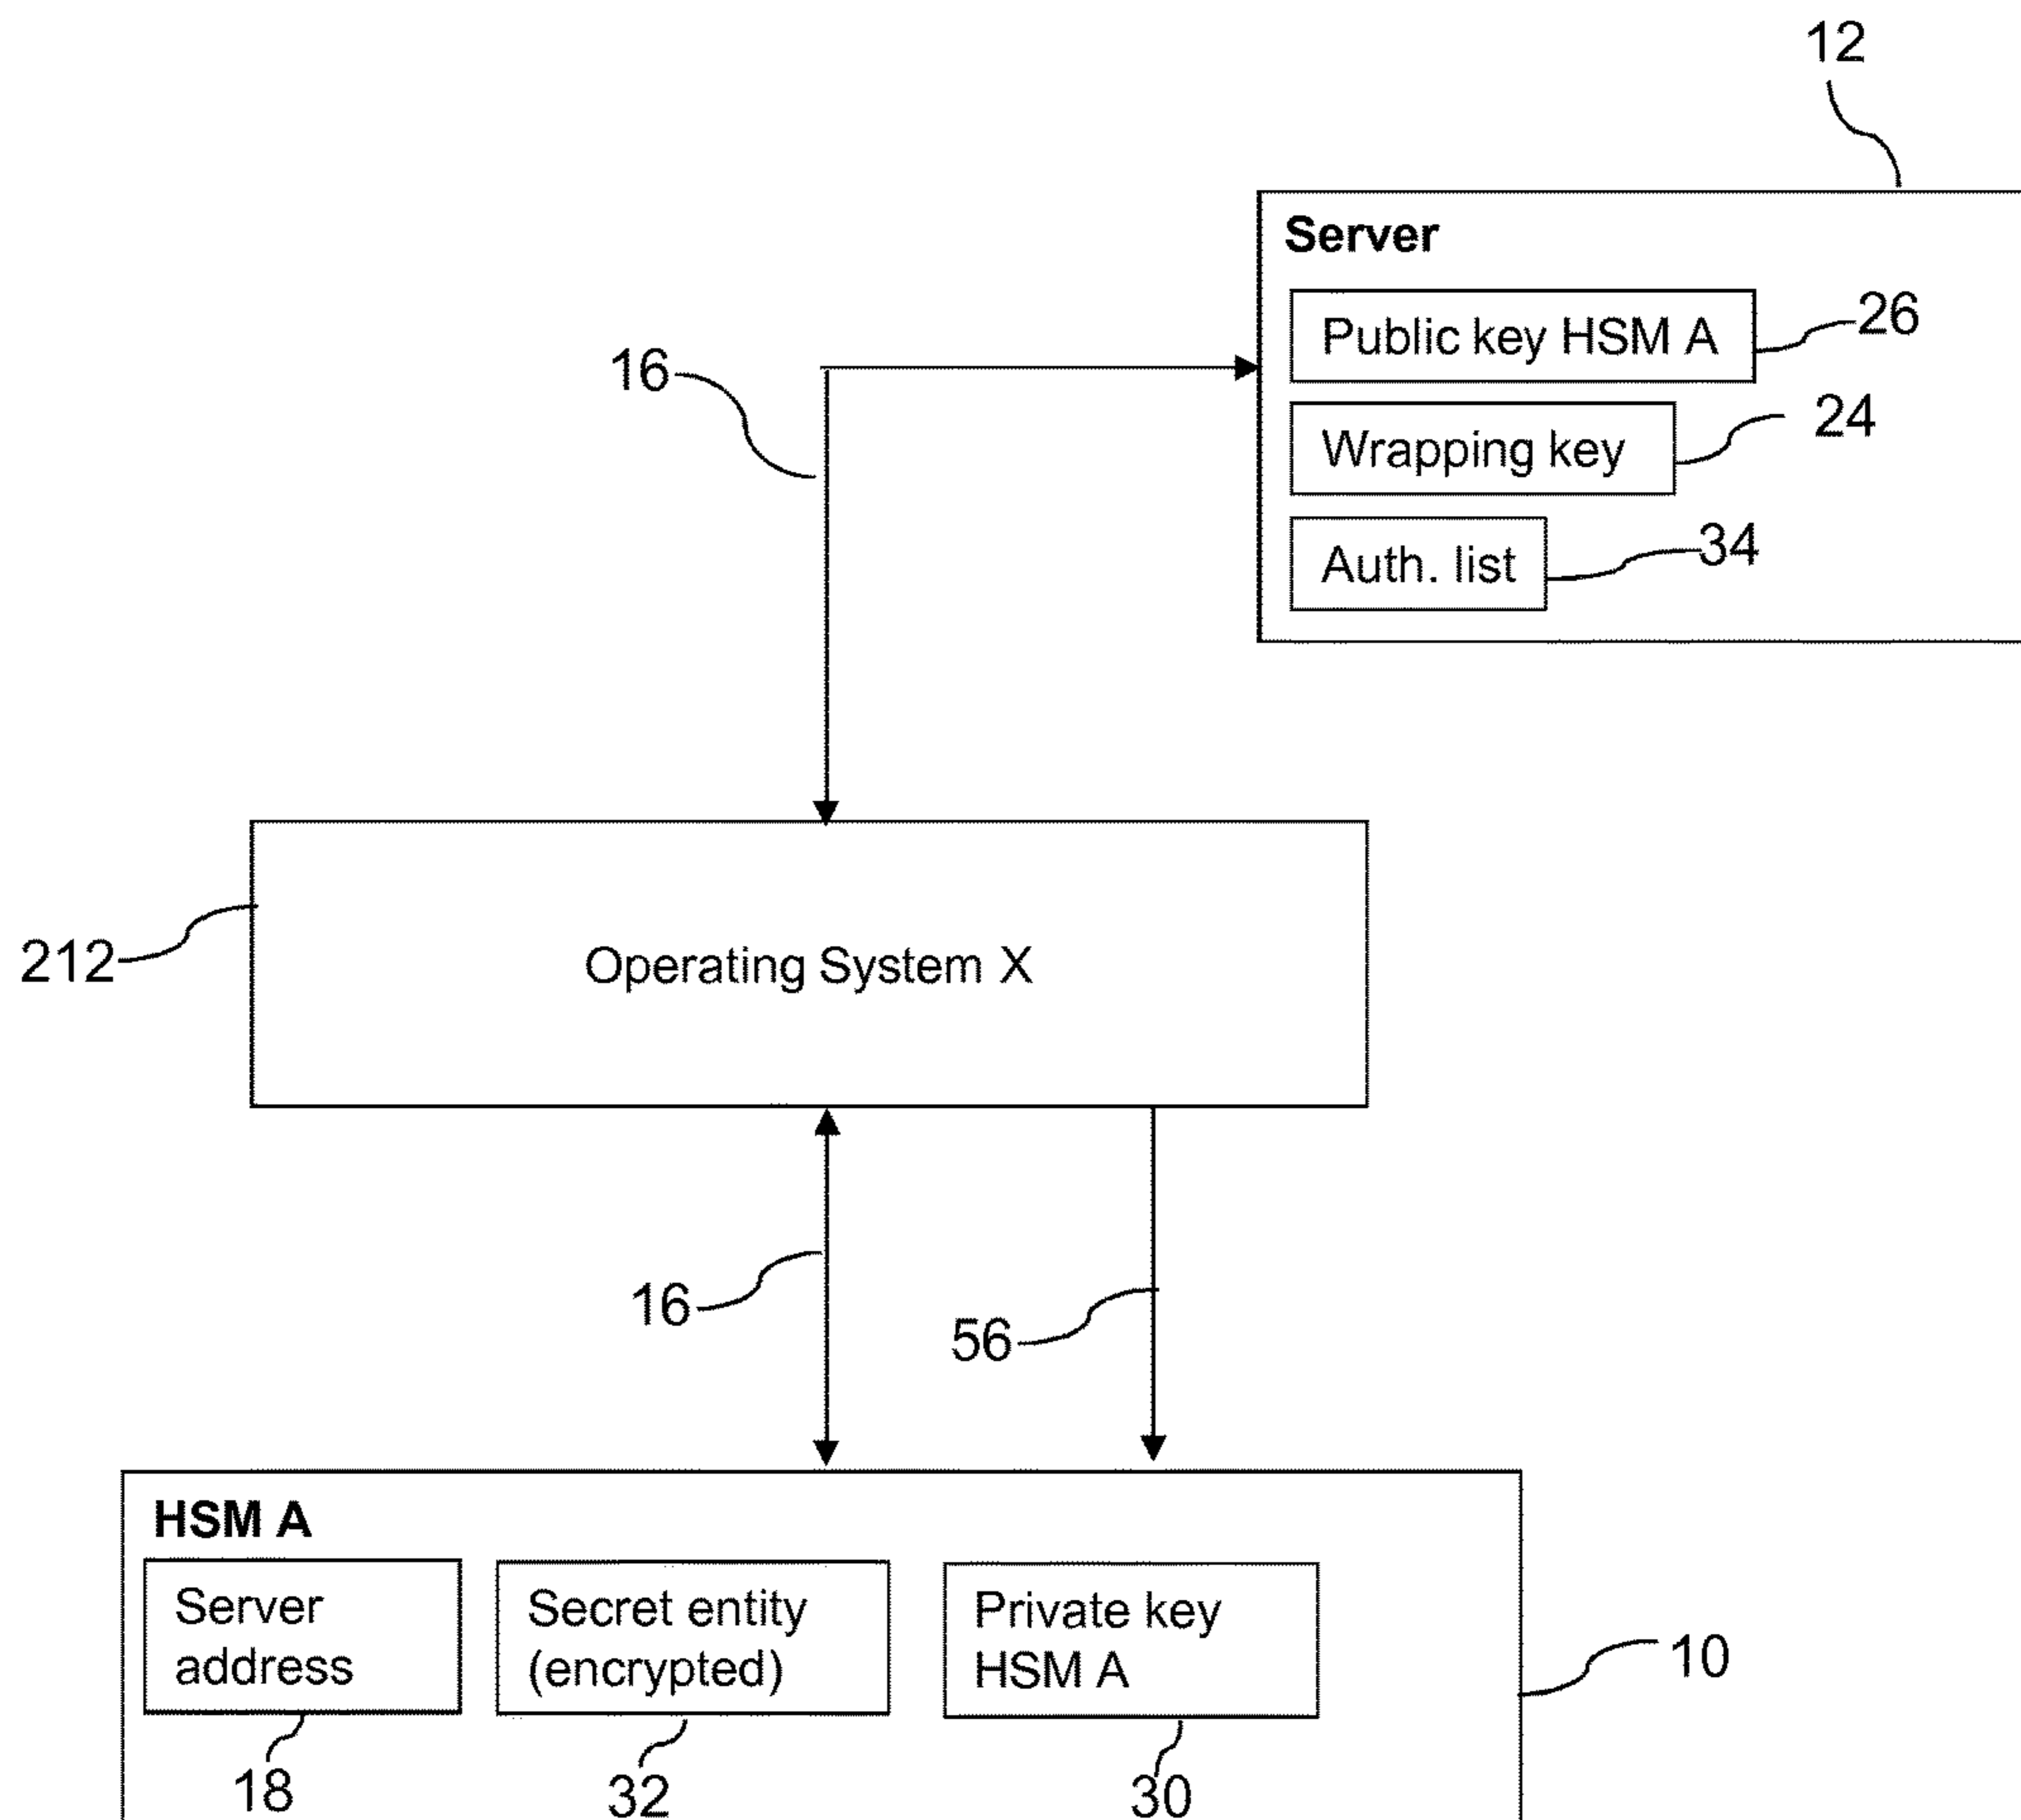 12
Server
Public key HSM A
26
16
Wrapping key
24
Auth. list
34
212
Operating System X
16
56
HSM A
Server
address
Secret entity
(encrypted)
Private key
HSM A
10
18
32
30